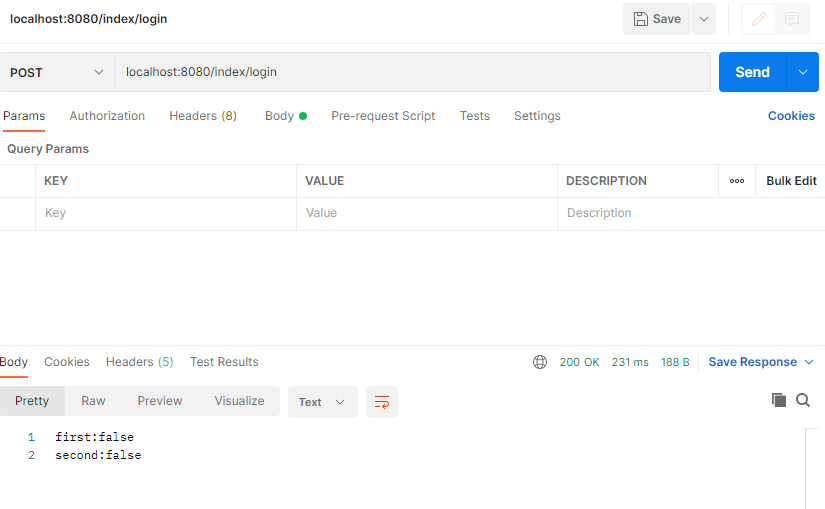 localhost:8080/index/login
Save
POST localhost:8080/index/login Send
Params Authorization Headers (8) Body Pre-request Script Tests Settings Cookies
Query Params
KEY VALUE DESCRIPTION ooo Bulk Edit
Key Value Description
Body Cookies Headers (5) Test Results 200 OK 231 ms 188 B Save Response
Pretty Raw Preview Visualize Text
1 first:false
2 second:false